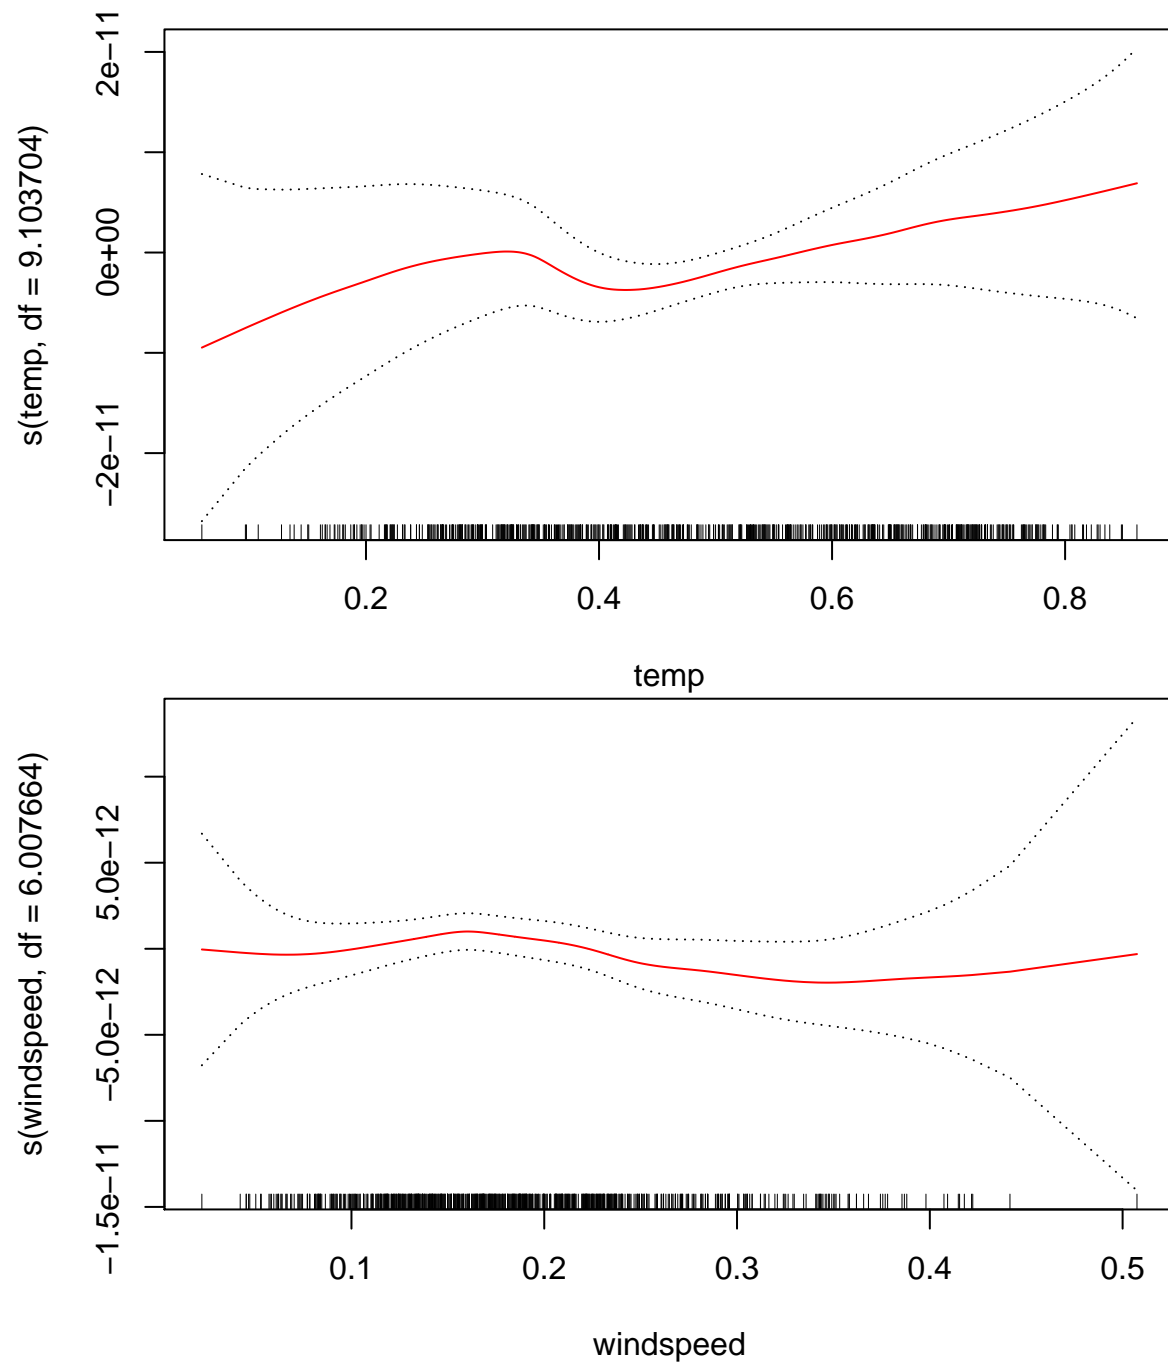 s(temp, df = 9.103704)
2e−11
0e+00
−2e−11
0.2 0.4 0.6 0.8
temp
s(windspeed, df = 6.007664)
5.0e−12
−5.0e−12
−1.5e−11
0.1 0.2 0.3 0.4 0.5
windspeed